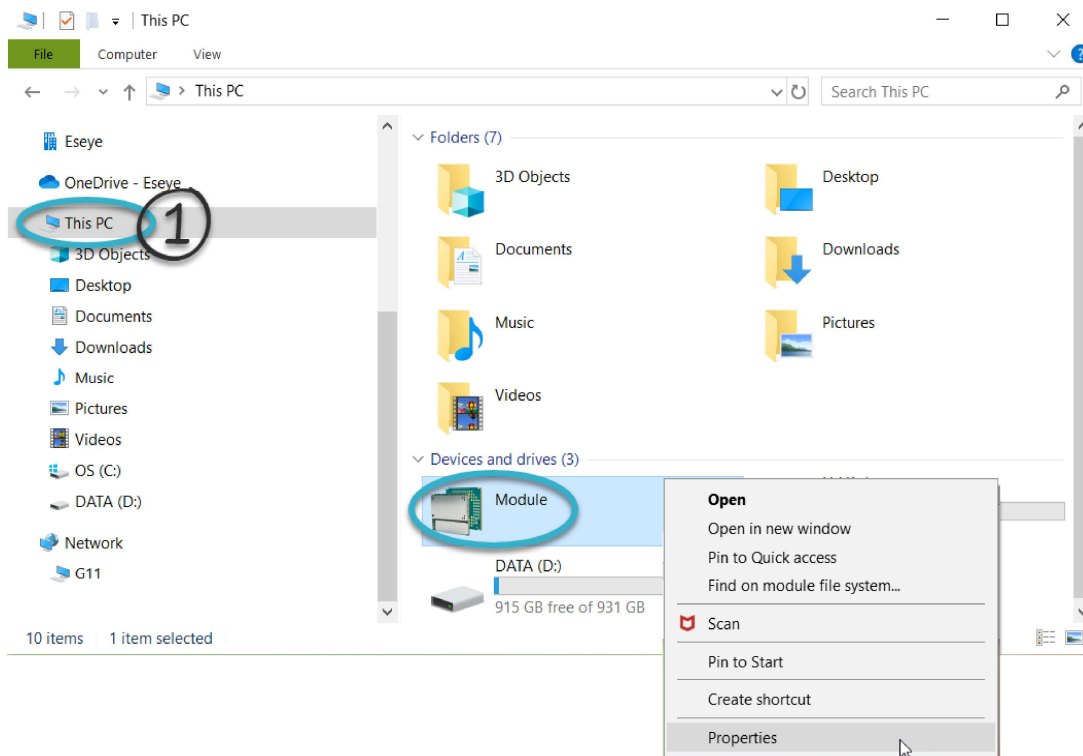 This PC
File Computer View
This PC
Search This PC
Eseye
OneDrive - Eseye
This PC
1
3D Objects
Desktop
Documents
Downloads
Music
Pictures
Videos
OS (C:)
DATA (D:)
Network
G11
Folders (7)
3D Objects
Desktop
Documents
Downloads
Music
Pictures
Videos
Devices and drives (3)
Module
DATA (D:)
915 GB free of 931 GB
Open
Open in new window
Pin to Quick access
Find on module file system...
Scan
Pin to Start
Create shortcut
Properties
10 items 1 item selected